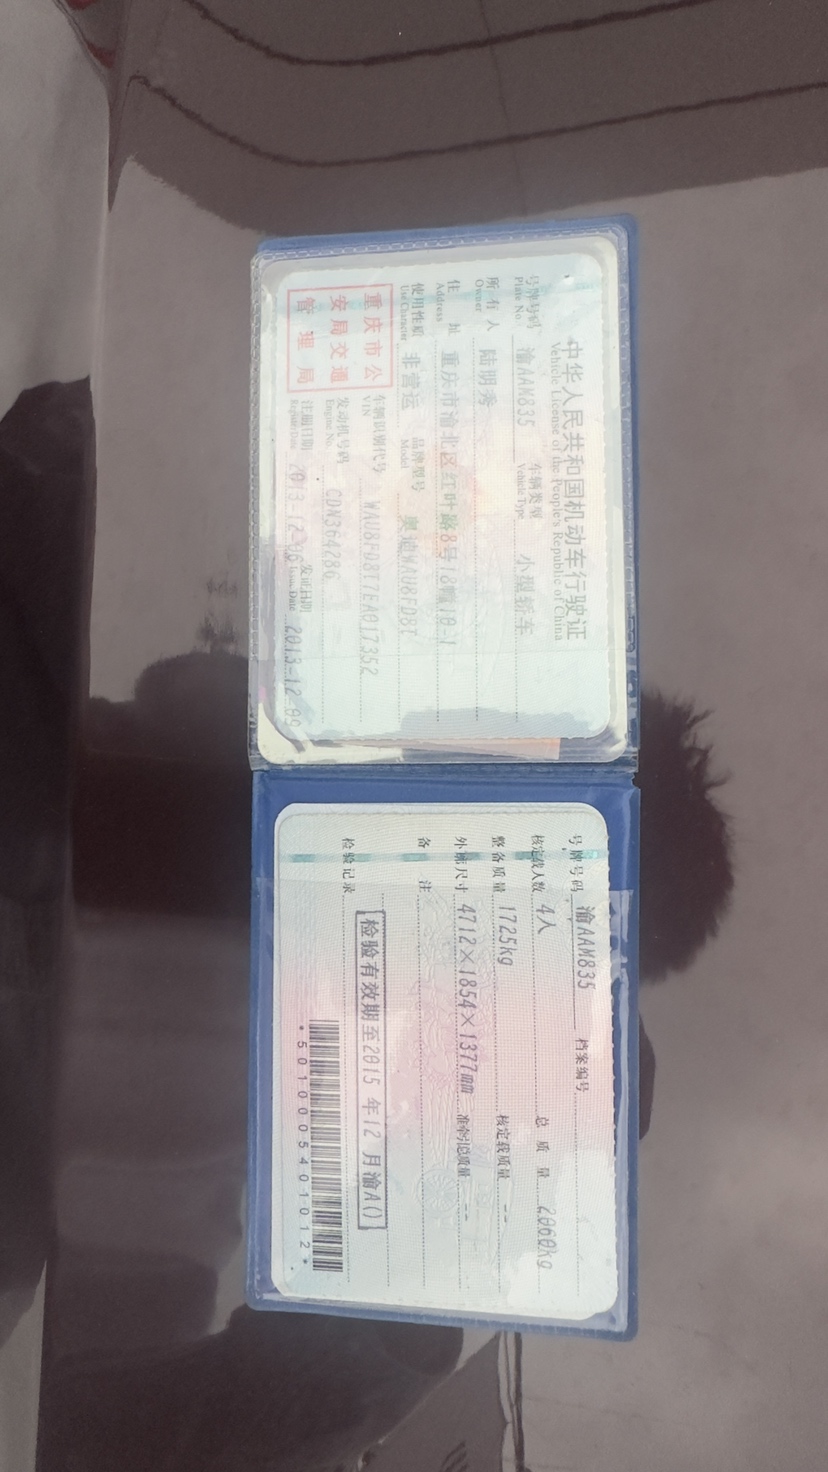 中华人民共和国机动车行驶证
Vehicle License of the People's Republic of China
号牌号码 渝AAM835 车辆类型 小型轿车
Plate No. Vehicle Type
所有人 陆朋秀
Owner
住址 重庆市渝北区红叶路8号18幢10-1
Address
使用性质 非营运 品牌型号 奥迪WAU8FD8T
Use Character Model
重庆市公
安局交通
管理局
车辆识别代号 WAU8FD8T7EA017352
VIN
发动机号码 CDN364286
Engine No.
注册日期 2013-12-06 发证日期 2013-12-09
Register Date Issue Date
号牌号码 渝AAM835 档案编号
核定载人数 4人 总质量 2060kg
整备质量 1725kg 核定载质量 --
外廓尺寸 4712×1854×1377mm 准牵引总质量 --
备注
检验有效期至2015年12月渝A()
检验记录
*5010005401012*